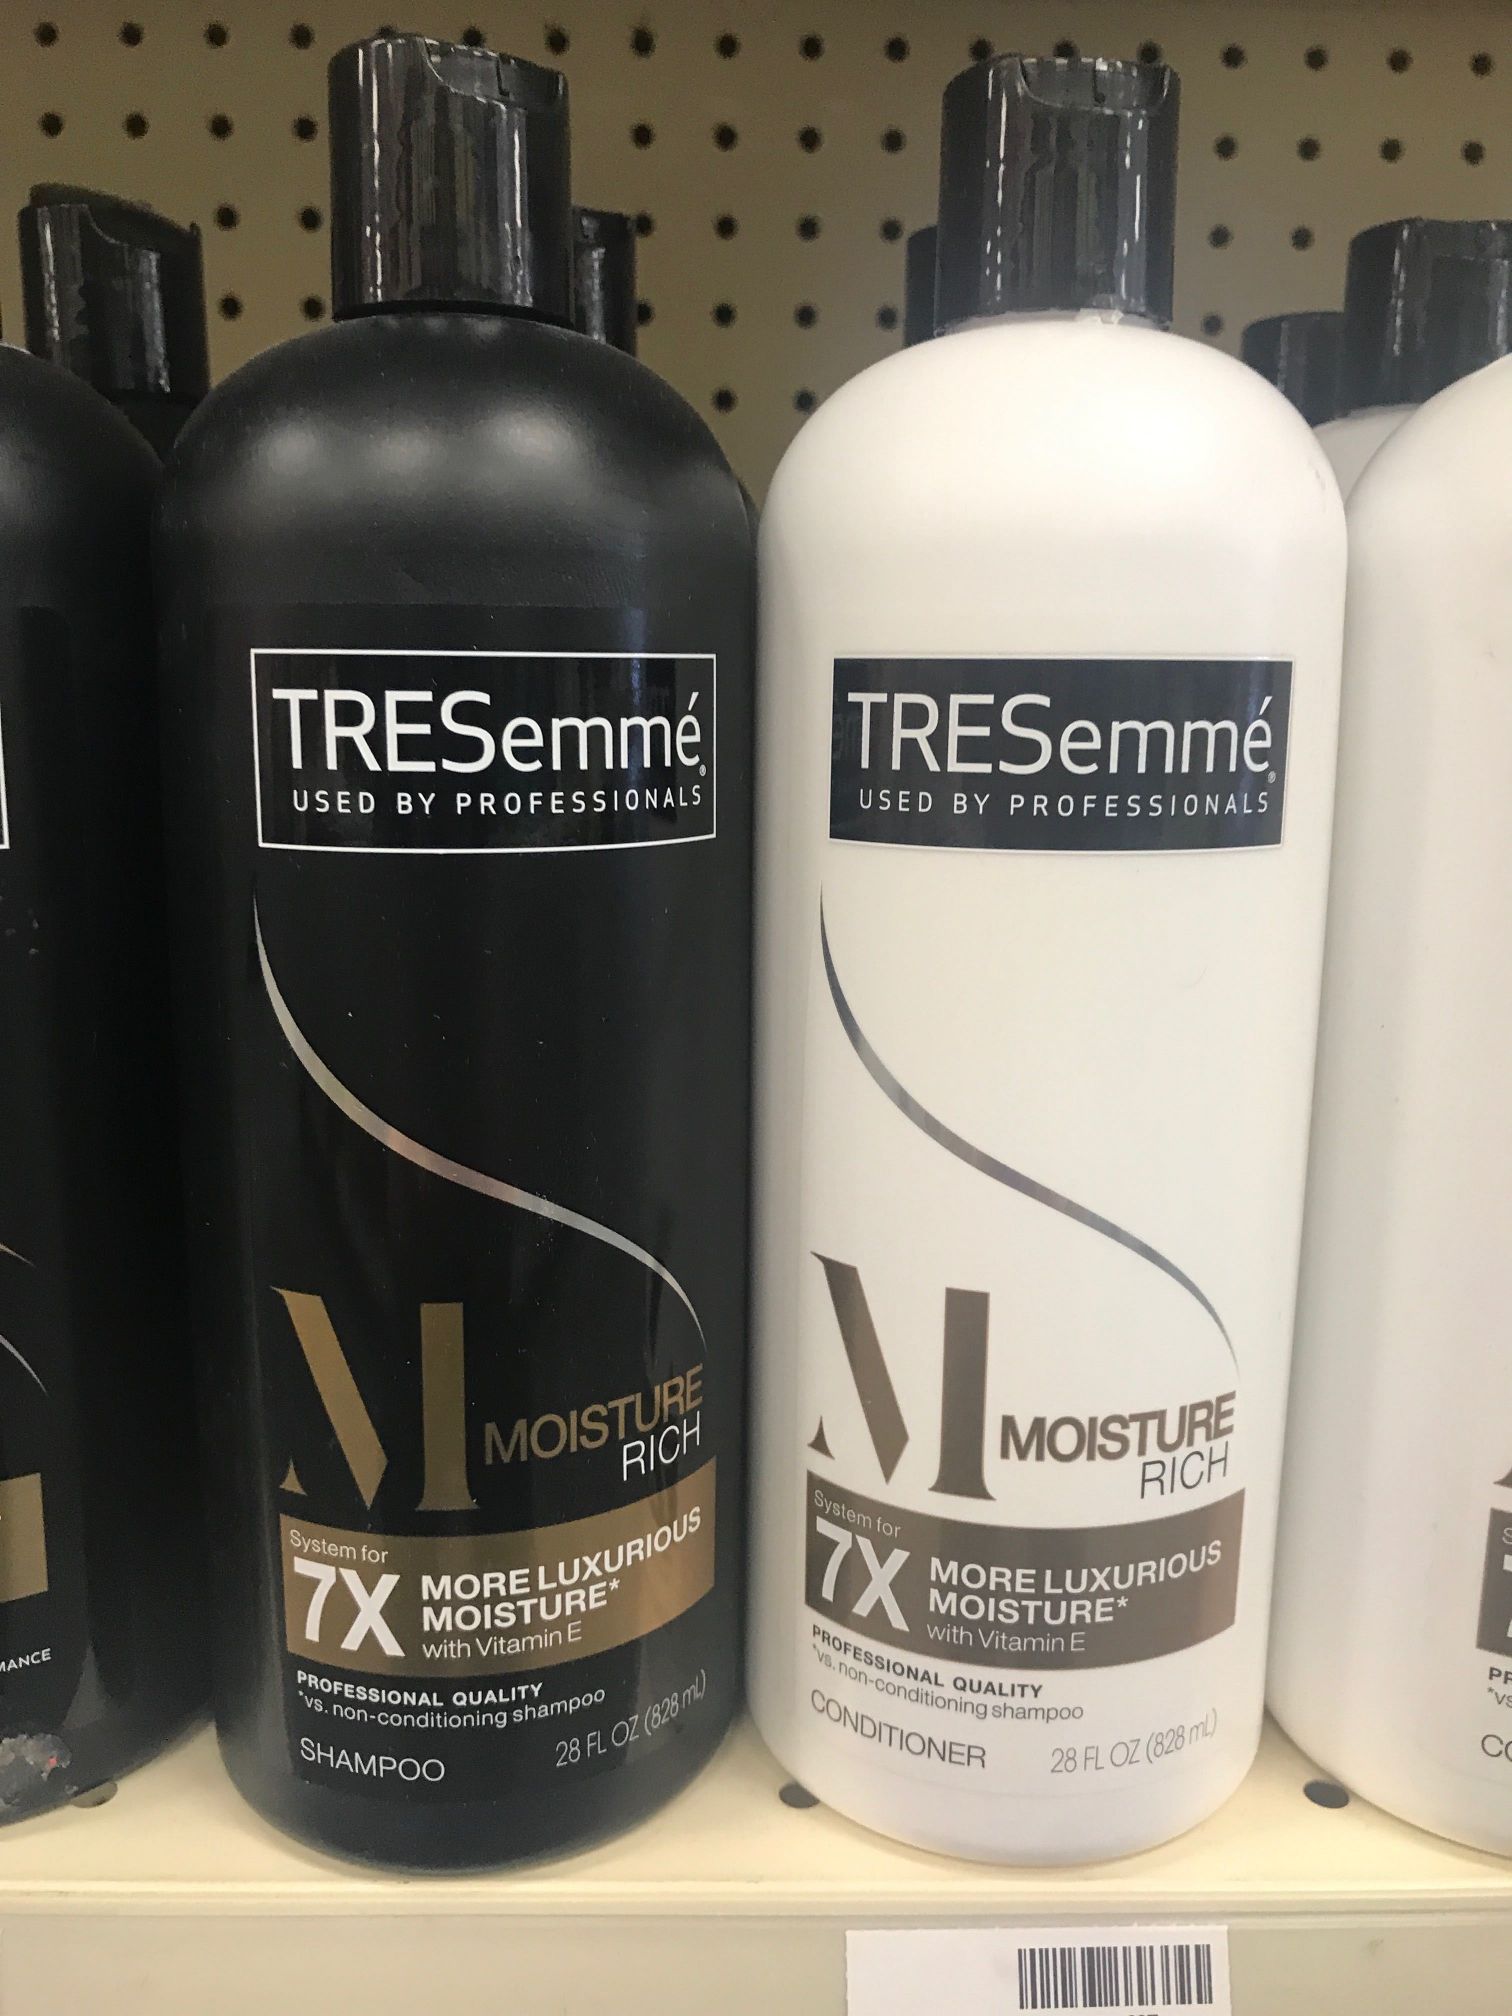 TRESemmé®
USED BY PROFESSIONALS
M MOISTURE
RICH
System for
7X MORE LUXURIOUS
MOISTURE*
with Vitamin E
PROFESSIONAL QUALITY
*vs. non-conditioning shampoo
SHAMPOO 28 FL OZ (828 mL)
TRESemmé®
USED BY PROFESSIONALS
M MOISTURE
RICH
System for
7X MORE LUXURIOUS
MOISTURE*
with Vitamin E
PROFESSIONAL QUALITY
*vs. non-conditioning shampoo
CONDITIONER 28 FL OZ (828 mL)